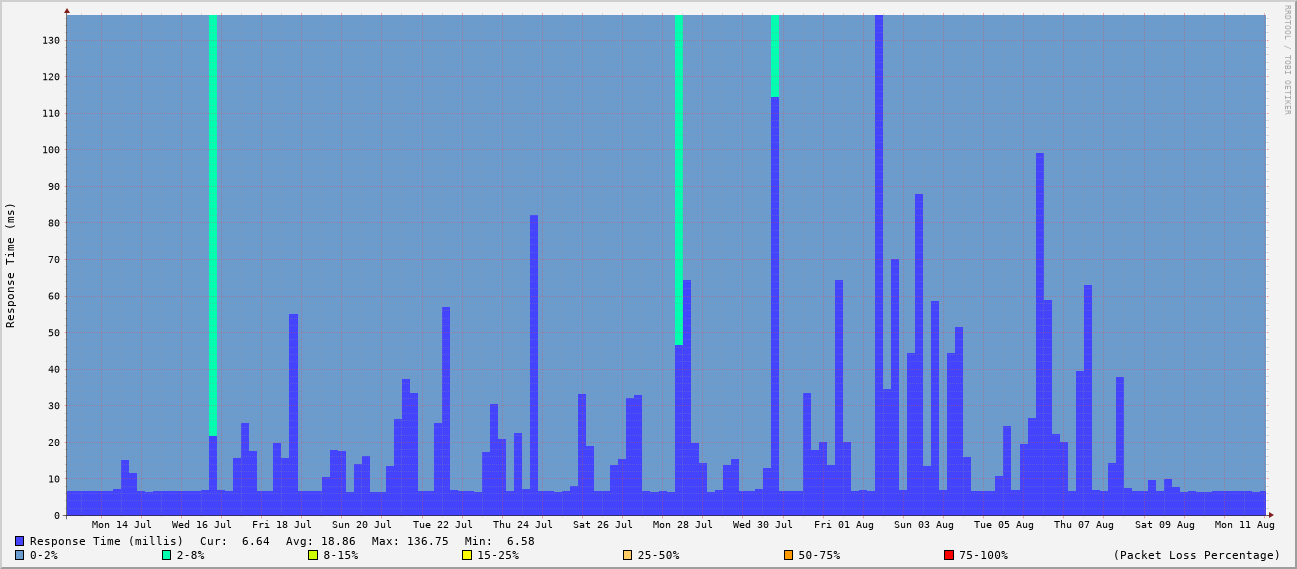 RRDTOOL / TOBI OETIKER
Response Time (ms)
130
120
110
100
90
80
70
60
50
40
30
20
10
0
Mon 14 Jul Wed 16 Jul Fri 18 Jul Sun 20 Jul Tue 22 Jul Thu 24 Jul Sat 26 Jul Mon 28 Jul Wed 30 Jul Fri 01 Aug Sun 03 Aug Tue 05 Aug Thu 07 Aug Sat 09 Aug Mon 11 Aug
Response Time (millis) Cur: 6.64 Avg: 18.86 Max: 136.75 Min: 6.58
0-2% 2-8% 8-15% 15-25% 25-50% 50-75% 75-100% (Packet Loss Percentage)